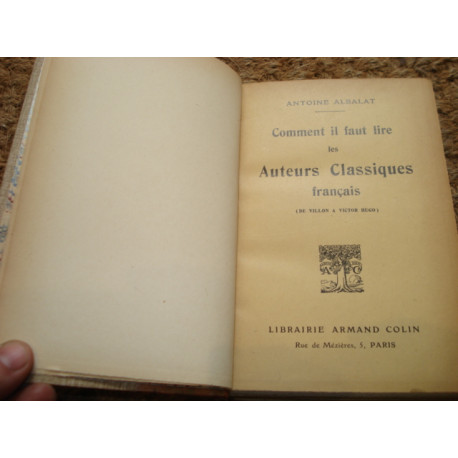 ANTOINE ALBALAT
Comment il faut lire
les
Auteurs Classiques
français
(DE VILLON A VICTOR HUGO)
A C
LIBRAIRIE ARMAND COLIN
Rue de Mézières, 5, PARIS